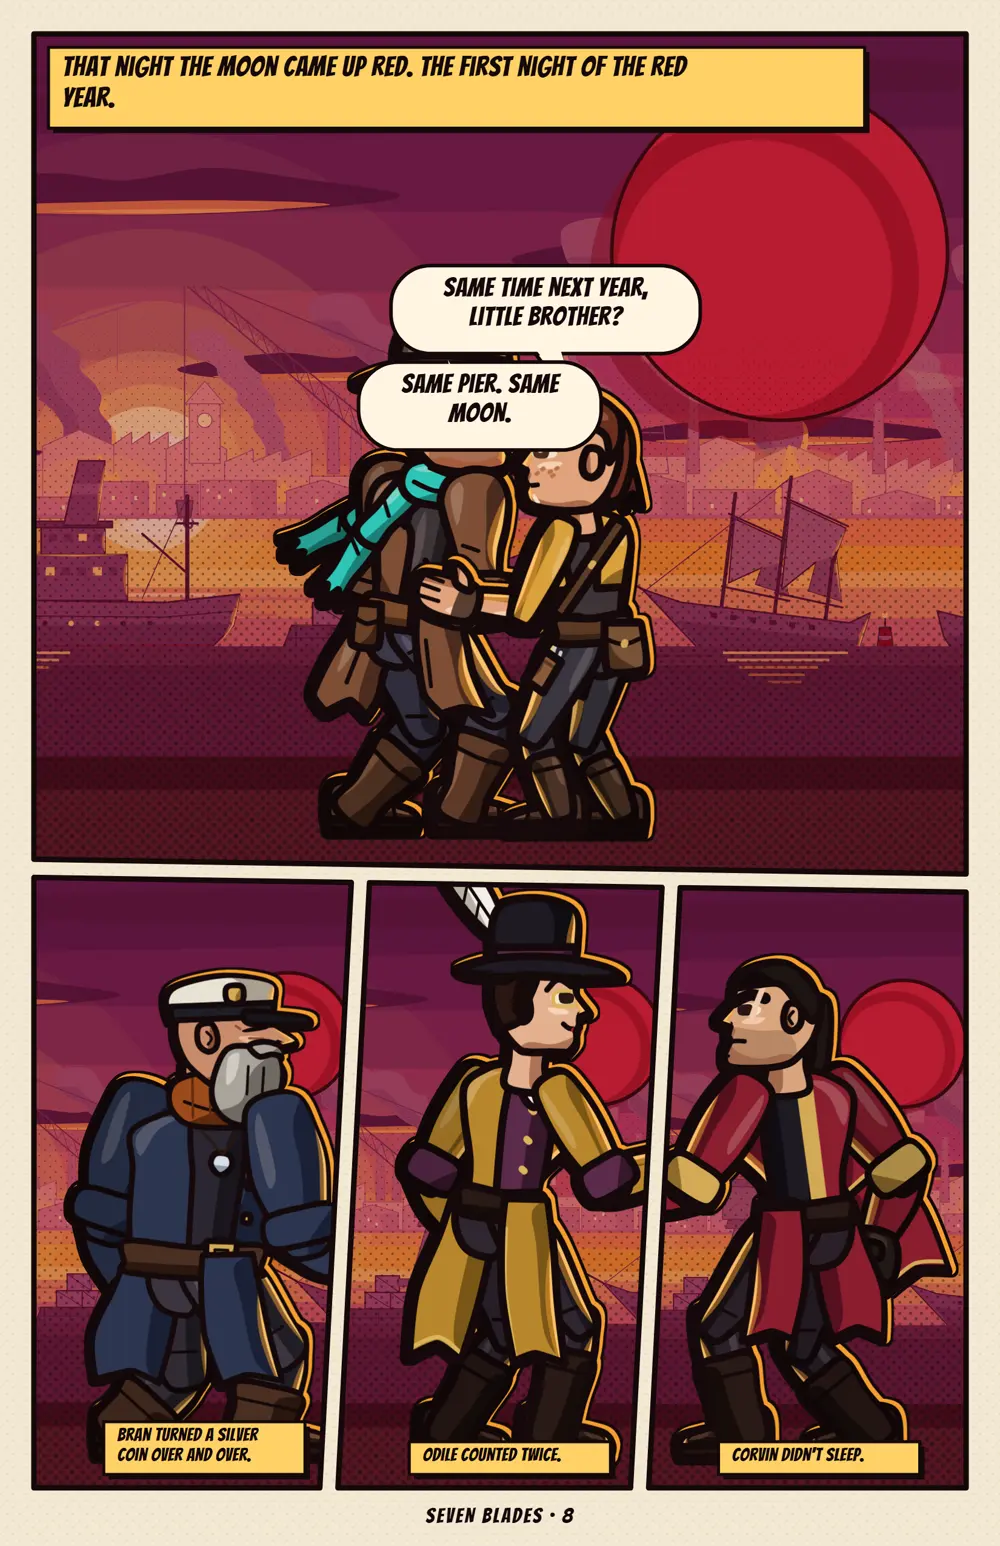 THAT NIGHT THE MOON CAME UP RED. THE FIRST NIGHT OF THE RED
YEAR.
SAME TIME NEXT YEAR,
LITTLE BROTHER?
SAME PIER. SAME
MOON.
BRAN TURNED A SILVER
COIN OVER AND OVER.
ODILE COUNTED TWICE.
CORVIN DIDN'T SLEEP.
SEVEN BLADES · 8